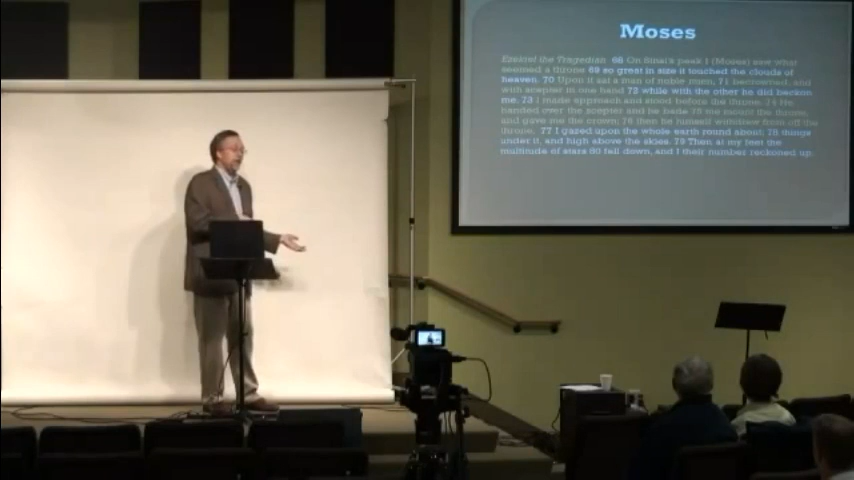 Moses
Ezekiel the Tragedian 68 On Sinai's peak I (Moses) saw what
seemed a throne 69 so great in size it touched the clouds of
heaven. 70 Upon it sat a man of noble mien, 71 becrowned, and
with scepter in one hand 72 while with the other he did beckon
me. 73 I made approach and stood before the throne. 74 He
handed over the scepter and he bade 75 me mount the throne,
and gave me the crown; 76 then he himself withdrew from off the
throne. 77 I gazed upon the whole earth round about; 78 things
under it, and high above the skies. 79 Then at my feet the
multitude of stars 80 fell down, and I their number reckoned up.